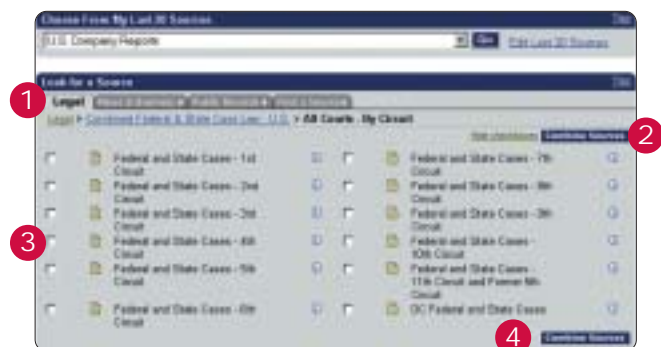 Choose From My Last 20 Sources
U.S. Company Reports
Go
Edit Last 20 Sources
Look for a Source
1
Legal
Legal > Combined Federal & State Case Law - U.S. > All Courts - By Circuit
Combine Sources
2
Federal and State Cases - 1st Circuit
Federal and State Cases - 7th Circuit
Federal and State Cases - 2nd Circuit
Federal and State Cases - 8th Circuit
Federal and State Cases - 3rd Circuit
Federal and State Cases - 9th Circuit
3
Federal and State Cases - 4th Circuit
Federal and State Cases - 10th Circuit
Federal and State Cases - 5th Circuit
Federal and State Cases - 11th Circuit and Former 5th Circuit
Federal and State Cases - 6th Circuit
DC Federal and State Cases
4
Combine Sources